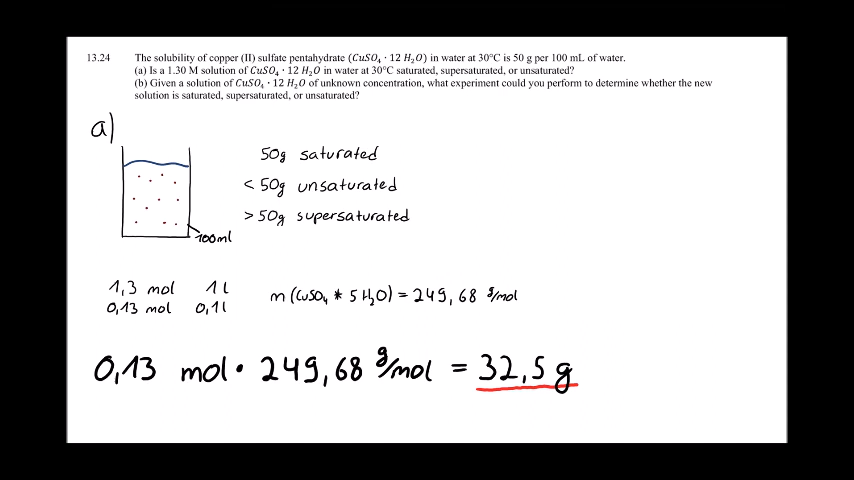 13.24 The solubility of copper (II) sulfate pentahydrate (CuSO₄ · 12 H₂O) in water at 30°C is 50 g per 100 mL of water.
(a) Is a 1.30 M solution of CuSO₄ · 12 H₂O in water at 30°C saturated, supersaturated, or unsaturated?
(b) Given a solution of CuSO₄ · 12 H₂O of unknown concentration, what experiment could you perform to determine whether the new
solution is saturated, supersaturated, or unsaturated?
a)
50g saturated
< 50g unsaturated
> 50g supersaturated
100ml
1,3 mol 1l
0,13 mol 0,1l
m (CuSO₄ * 5 H₂O) = 249,68 g/mol
0,13 mol · 249,68 g/mol = 32,5 g